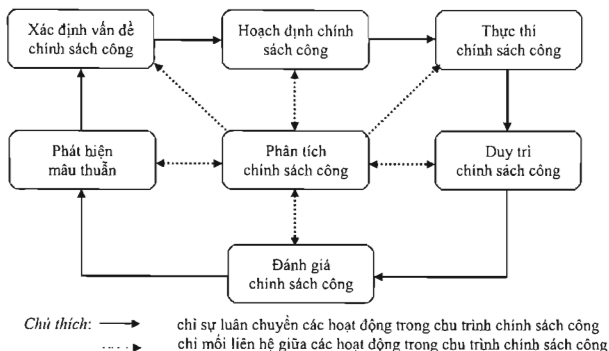 Xác định vấn đề
chính sách công
Hoạch định chính
sách công
Thực thi
chính sách công
Phát hiện
mâu thuẫn
Phân tích
chính sách công
Duy trì
chính sách công
Đánh giá
chính sách công
Chú thích:
chỉ sự luân chuyển các hoạt động trong chu trình chính sách công
chỉ mối liên hệ giữa các hoạt động trong chu trình chính sách công